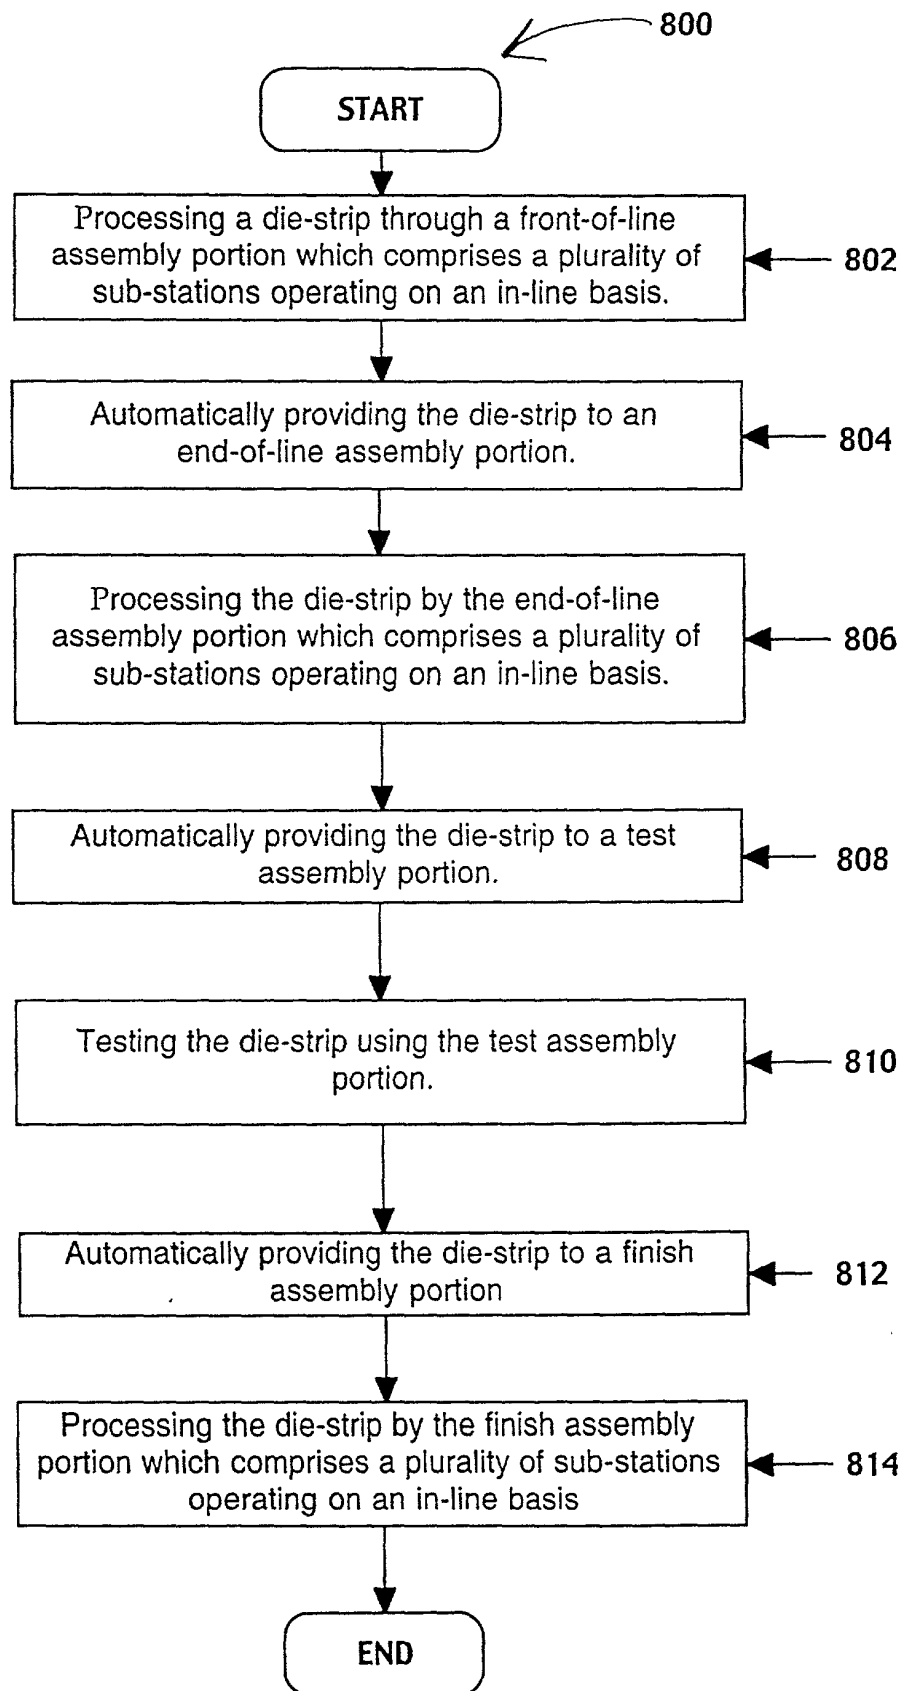 800
START
Processing a die-strip through a front-of-line
assembly portion which comprises a plurality of
sub-stations operating on an in-line basis.
802
Automatically providing the die-strip to an
end-of-line assembly portion.
804
Processing the die-strip by the end-of-line
assembly portion which comprises a plurality of
sub-stations operating on an in-line basis.
806
Automatically providing the die-strip to a test
assembly portion.
808
Testing the die-strip using the test assembly
portion.
810
Automatically providing the die-strip to a finish
assembly portion
812
Processing the die-strip by the finish assembly
portion which comprises a plurality of sub-stations
operating on an in-line basis
814
END